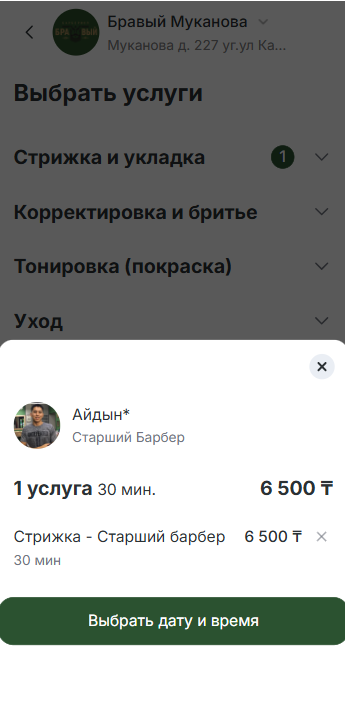 Бравый Муканова
Муканова д. 227 уг.ул Ка...
БРАВЫЙ
Выбрать услуги
Стрижка и укладка 1
Корректировка и бритье
Тонировка (покраска)
Уход
Айдын*
Старший Барбер
1 услуга 30 мин. 6 500 ₸
Стрижка - Старший барбер 6 500 ₸
30 мин
Выбрать дату и время